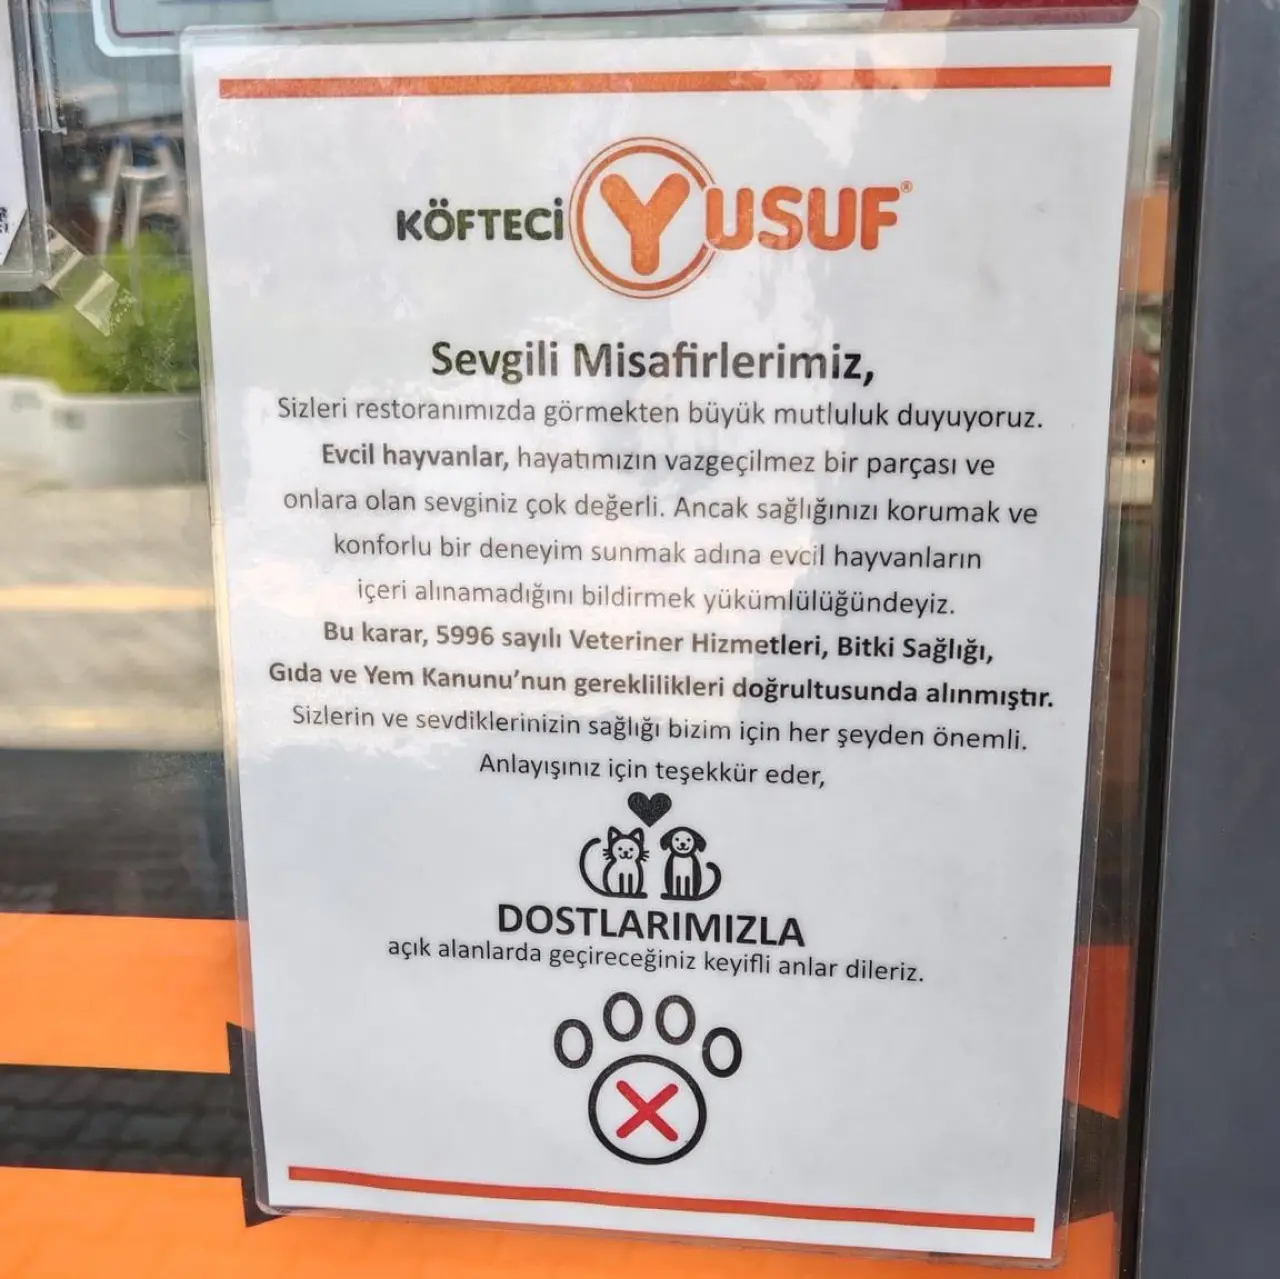 KÖFTECİ YUSUF®
Sevgili Misafirlerimiz,
Sizleri restoranımızda görmekten büyük mutluluk duyuyoruz.
Evcil hayvanlar, hayatımızın vazgeçilmez bir parçası ve
onlara olan sevginiz çok değerli. Ancak sağlığınızı korumak ve
konforlu bir deneyim sunmak adına evcil hayvanların
içeri alınamadığını bildirmek yükümlülüğündeyiz.
Bu karar, 5996 sayılı Veteriner Hizmetleri, Bitki Sağlığı,
Gıda ve Yem Kanunu’nun gereklilikleri doğrultusunda alınmıştır.
Sizlerin ve sevdiklerinizin sağlığı bizim için her şeyden önemli.
Anlayışınız için teşekkür eder,
DOSTLARIMIZLA
açık alanlarda geçireceğiniz keyifli anlar dileriz.